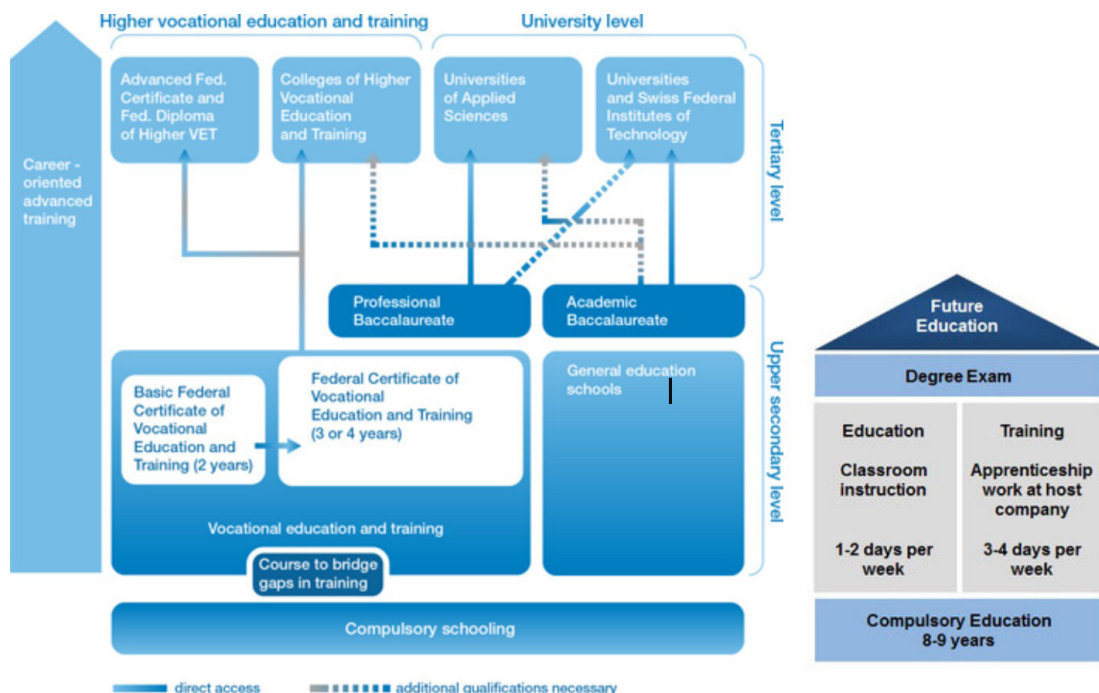 Higher vocational education and training
University level
Advanced Fed.
Certificate and
Fed. Diploma
of Higher VET
Colleges of Higher
Vocational
Education
and Training
Universities
of Applied
Sciences
Universities
and Swiss Federal
Institutes of
Technology
Tertiary level
Career -
oriented
advanced
training
Professional
Baccalaureate
Academic
Baccalaureate
Upper secondary level
Basic Federal
Certificate of
Vocational
Education and
Training (2 years)
Federal Certificate of
Vocational
Education and Training
(3 or 4 years)
General education
schools
Vocational education and training
Course to bridge
gaps in training
Compulsory schooling
direct access
additional qualifications necessary
Future
Education
Degree Exam
Education
Classroom
instruction
1-2 days per
week
Training
Apprenticeship
work at host
company
3-4 days per
week
Compulsory Education
8-9 years